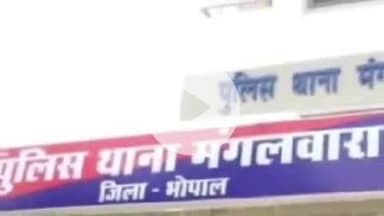 पुलिस थाना मं
पुलिस थाना मंगलवारा
जिला - भोपाल